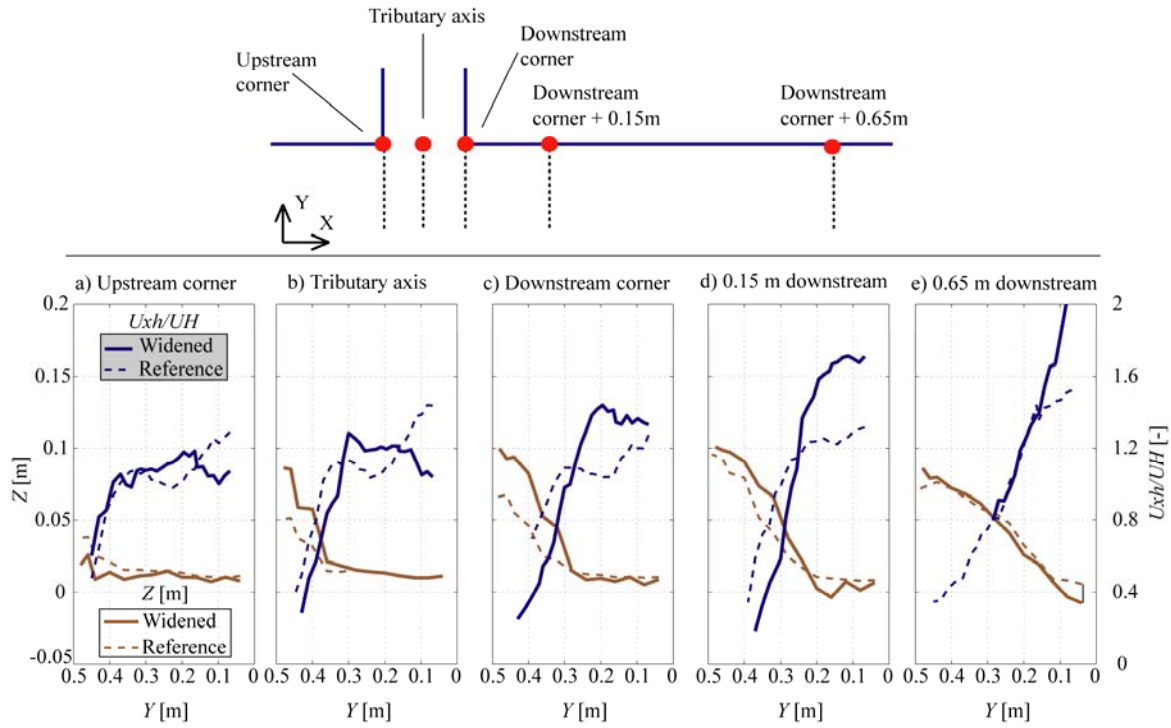 Tributary axis
Upstream
corner
Downstream
corner
Downstream
corner + 0.15m
Downstream
corner + 0.65m
Y
X
a) Upstream corner
b) Tributary axis
c) Downstream corner
d) 0.15 m downstream
e) 0.65 m downstream
0.2
0.15
0.1
0.05
0
-0.05
Z [m]
Uxh/UH
Widened
Reference
Z [m]
Widened
Reference
2
1.6
1.2
0.8
0.4
0
Uxh/UH [-]
0.5 0.4 0.3 0.2 0.1 0
0.4 0.3 0.2 0.1 0
0.5 0.4 0.3 0.2 0.1 0
0.5 0.4 0.3 0.2 0.1 0
0.5 0.4 0.3 0.2 0.1 0
Y [m]
Y [m]
Y [m]
Y [m]
Y [m]